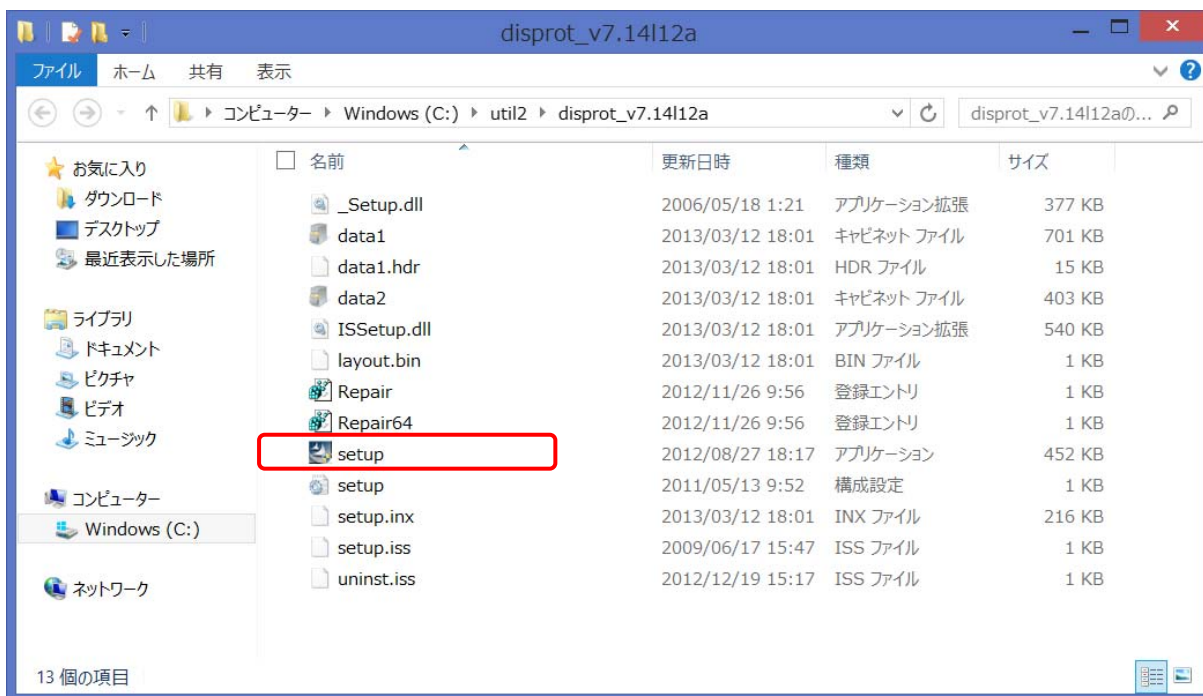 disprot_v7.14l12a
ファイル ホーム 共有 表示
コンピューター Windows (C:) util2 disprot_v7.14l12a disprot_v7.14l12aの...
お気に入り
ダウンロード
デスクトップ
最近表示した場所
ライブラリ
ドキュメント
ピクチャ
ビデオ
ミュージック
コンピューター
Windows (C:)
ネットワーク
名前 更新日時 種類 サイズ
_Setup.dll 2006/05/18 1:21 アプリケーション拡張 377 KB
data1 2013/03/12 18:01 キャビネット ファイル 701 KB
data1.hdr 2013/03/12 18:01 HDR ファイル 15 KB
data2 2013/03/12 18:01 キャビネット ファイル 403 KB
ISSetup.dll 2013/03/12 18:01 アプリケーション拡張 540 KB
layout.bin 2013/03/12 18:01 BIN ファイル 1 KB
Repair 2012/11/26 9:56 登録エントリ 1 KB
Repair64 2012/11/26 9:56 登録エントリ 1 KB
setup 2012/08/27 18:17 アプリケーション 452 KB
setup 2011/05/13 9:52 構成設定 1 KB
setup.inx 2013/03/12 18:01 INX ファイル 216 KB
setup.iss 2009/06/17 15:47 ISS ファイル 1 KB
uninst.iss 2012/12/19 15:17 ISS ファイル 1 KB
13 個の項目